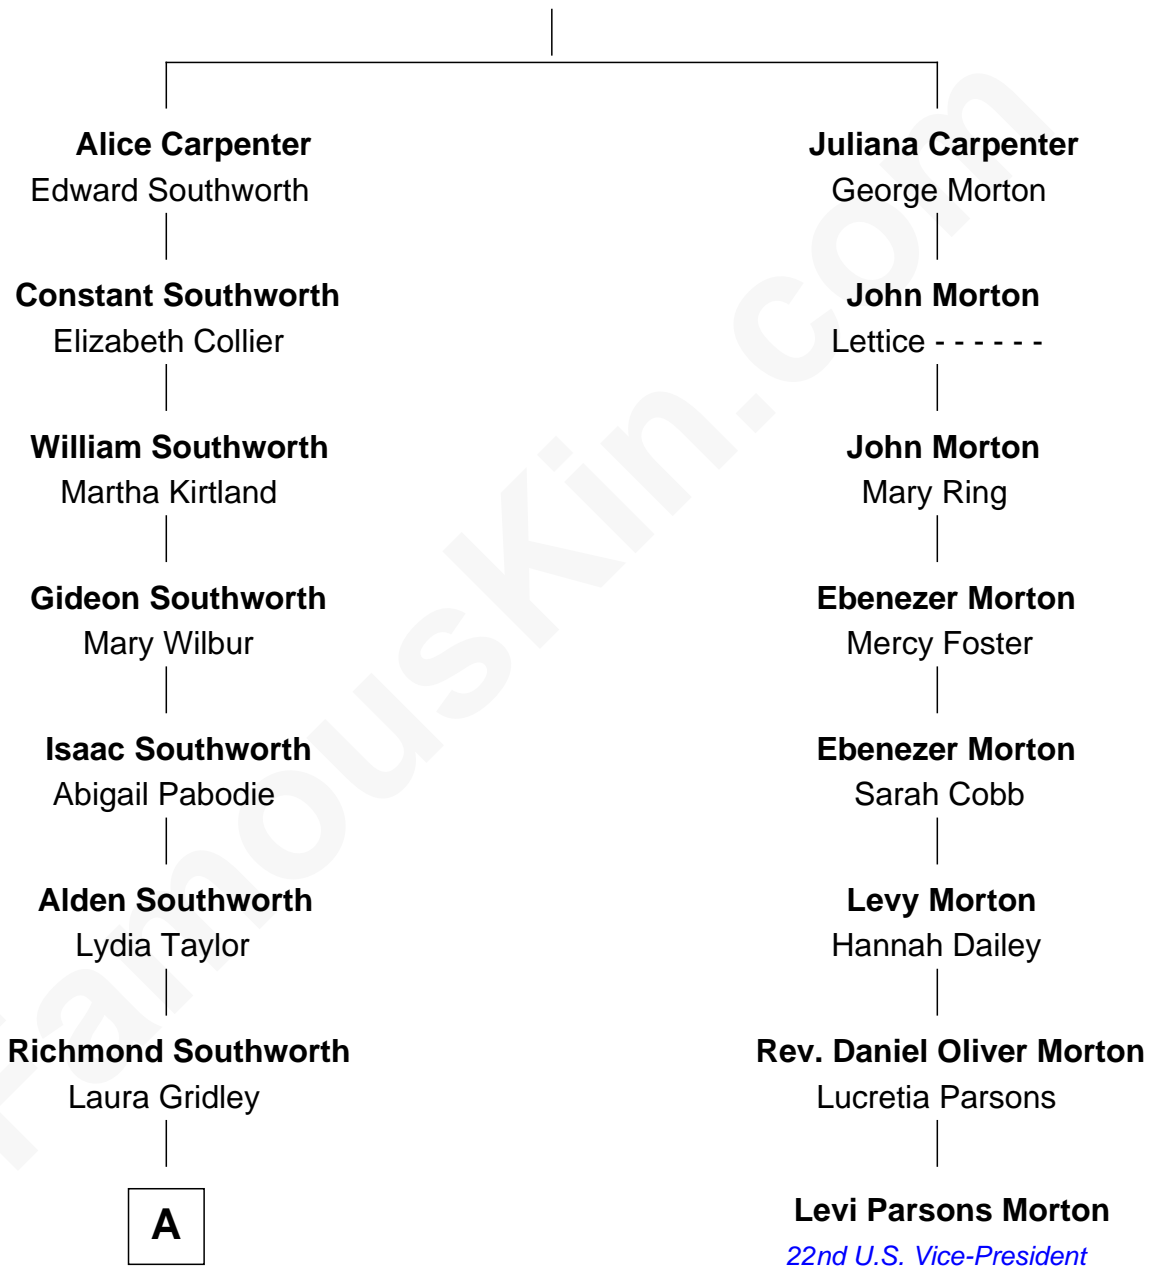 Alice Carpenter
Edward Southworth
Constant Southworth
Elizabeth Collier
William Southworth
Martha Kirtland
Gideon Southworth
Mary Wilbur
Isaac Southworth
Abigail Pabodie
Alden Southworth
Lydia Taylor
Richmond Southworth
Laura Gridley
A
Juliana Carpenter
George Morton
John Morton
Lettice - - - - - -
John Morton
Mary Ring
Ebenezer Morton
Mercy Foster
Ebenezer Morton
Sarah Cobb
Levy Morton
Hannah Dailey
Rev. Daniel Oliver Morton
Lucretia Parsons
Levi Parsons Morton
22nd U.S. Vice-President
FamousKin.com